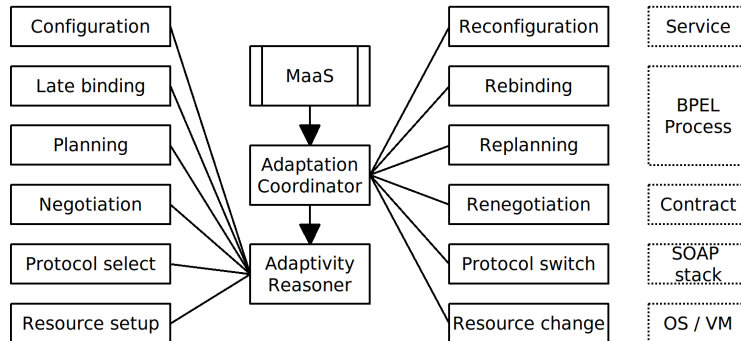 Configuration
Late binding
Planning
Negotiation
Protocol select
Resource setup
MaaS
Adaptation
Coordinator
Adaptivity
Reasoner
Reconfiguration
Rebinding
Replanning
Renegotiation
Protocol switch
Resource change
Service
BPEL
Process
Contract
SOAP
stack
OS / VM